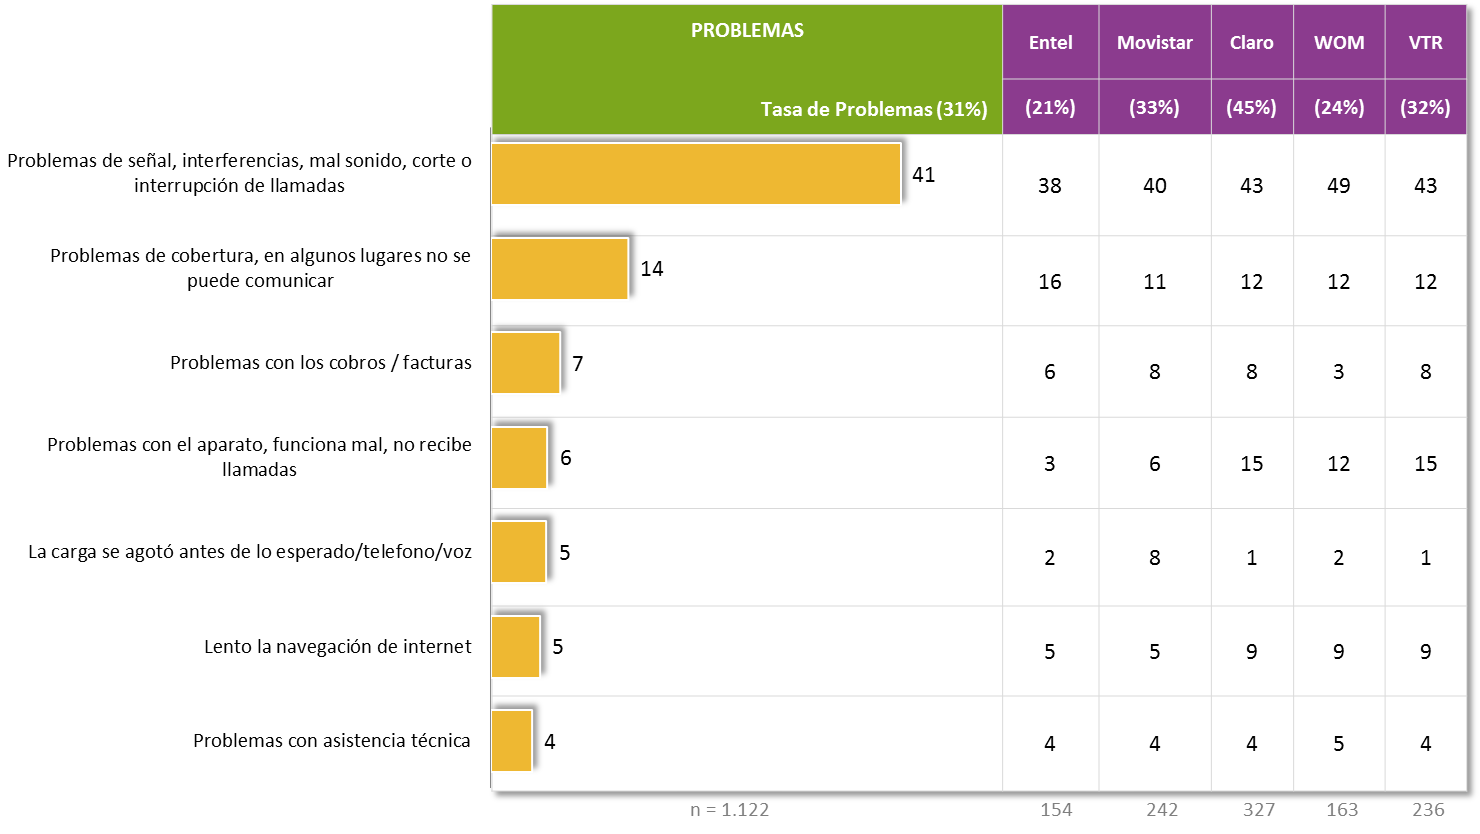 PROBLEMAS
Entel Movistar Claro WOM VTR
Tasa de Problemas (31%) (21%) (33%) (45%) (24%) (32%)
Problemas de señal, interferencias, mal sonido, corte o
interrupción de llamadas
41 38 40 43 49 43
Problemas de cobertura, en algunos lugares no se
puede comunicar
14 16 11 12 12 12
Problemas con los cobros / facturas 7 6 8 8 3 8
Problemas con el aparato, funciona mal, no recibe
llamadas
6 3 6 15 12 15
La carga se agotó antes de lo esperado/telefono/voz 5 2 8 1 2 1
Lento la navegación de internet 5 5 5 9 9 9
Problemas con asistencia técnica 4 4 4 4 5 4
n = 1.122 154 242 327 163 236